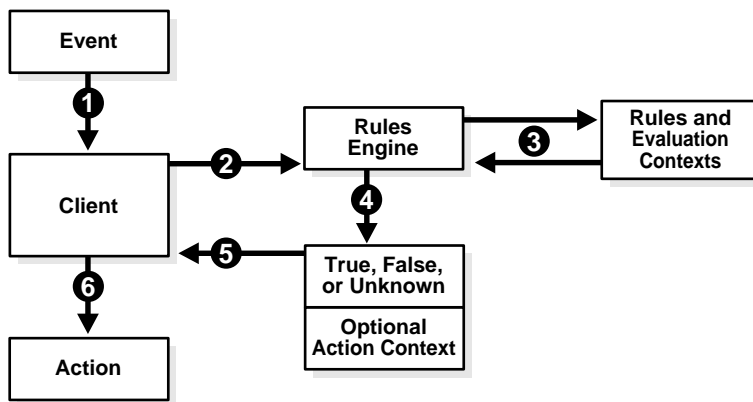 Event
1
Client
2
Rules
Engine
3
Rules and
Evaluation
Contexts
4
5
True, False,
or Unknown
Optional
Action Context
6
Action